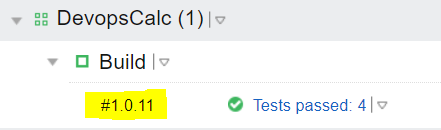 DevopsCalc (1)
Build
#1.0.11 Tests passed: 4